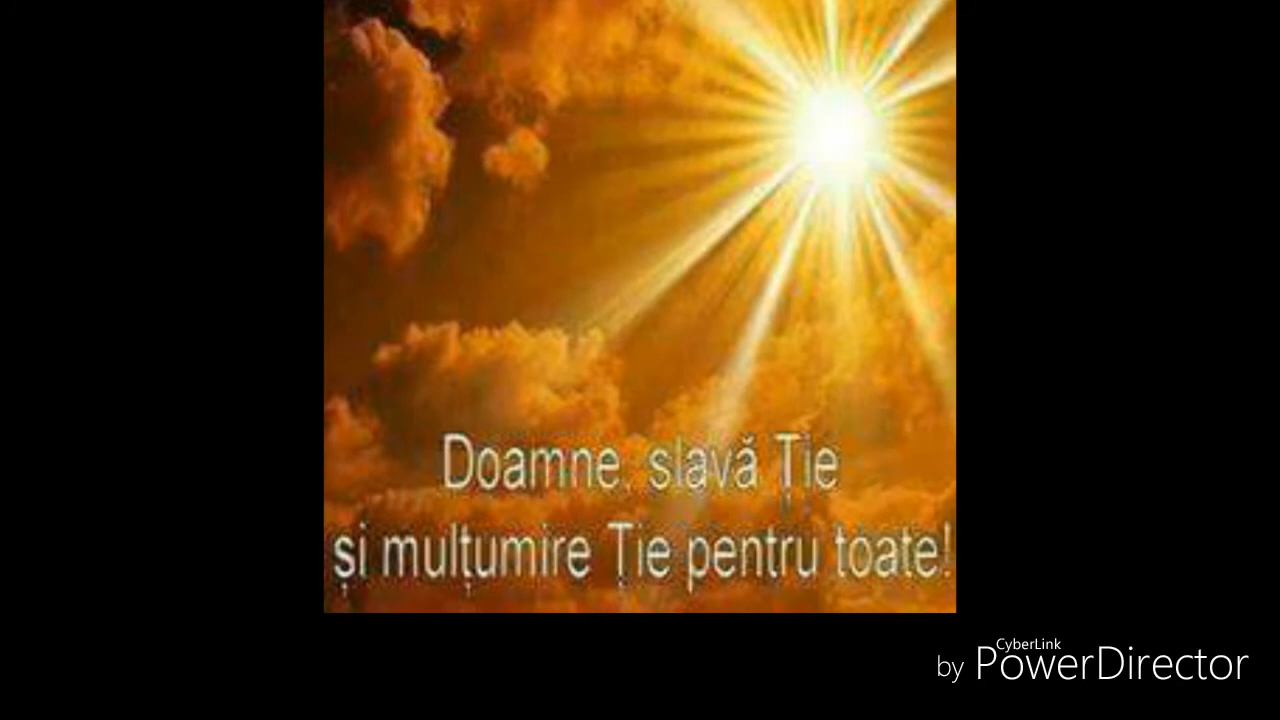 Doamne, slavă Ție
și mulțumire Ție pentru toate!
CyberLink
by PowerDirector